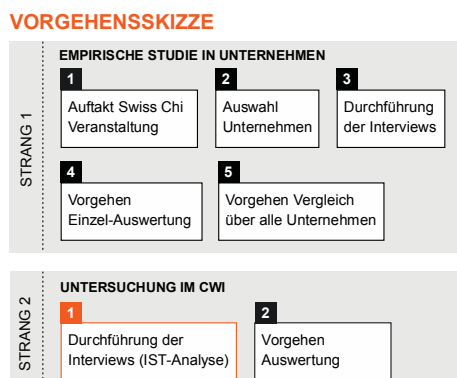 VORGEHENSSKIZZE
STRANG 1
EMPIRISCHE STUDIE IN UNTERNEHMEN
1
Auftakt Swiss Chi
Veranstaltung
2
Auswahl
Unternehmen
3
Durchführung
der Interviews
4
Vorgehen
Einzel-Auswertung
5
Vorgehen Vergleich
über alle Unternehmen
STRANG 2
UNTERSUCHUNG IM CWI
1
Durchführung der
Interviews (IST-Analyse)
2
Vorgehen
Auswertung